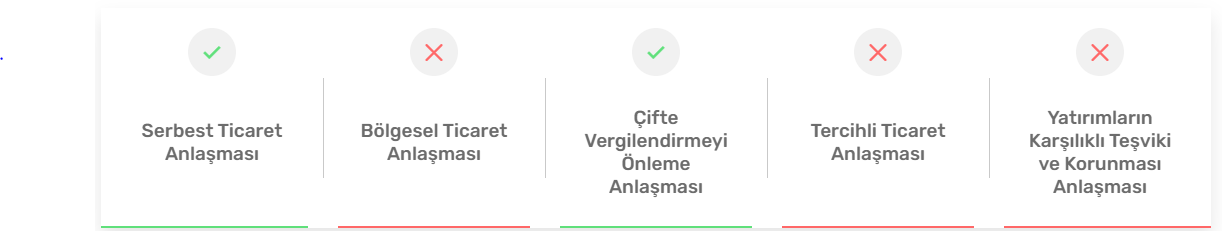 Serbest Ticaret
Anlaşması
Bölgesel Ticaret
Anlaşması
Çifte
Vergilendirmeyi
Önleme
Anlaşması
Tercihli Ticaret
Anlaşması
Yatırımların
Karşılıklı Teşviki
ve Korunması
Anlaşması